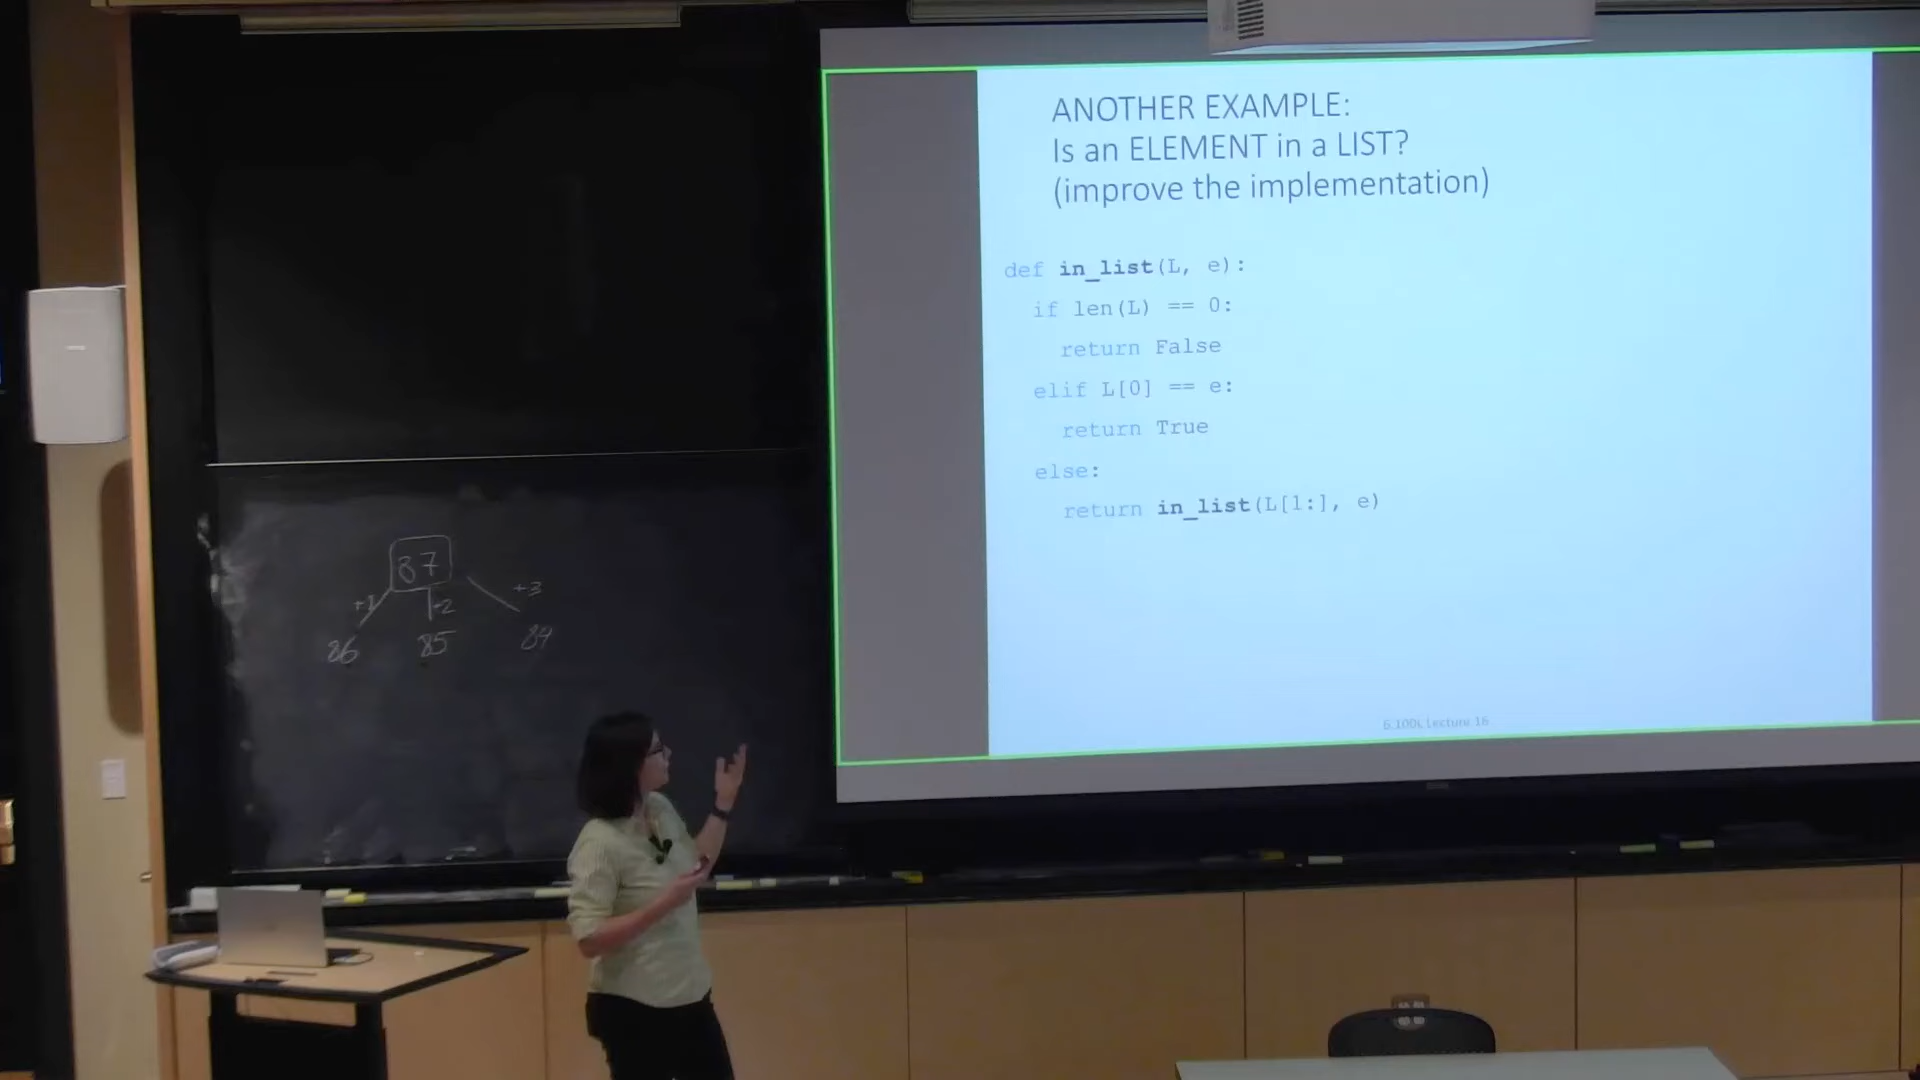 ANOTHER EXAMPLE:
Is an ELEMENT in a LIST?
(improve the implementation)
def in_list(L, e):
if len(L) == 0:
return False
elif L[0] == e:
return True
else:
return in_list(L[1:], e)
6.100L Lecture 16
87
+1 +2 +3
86 85 84